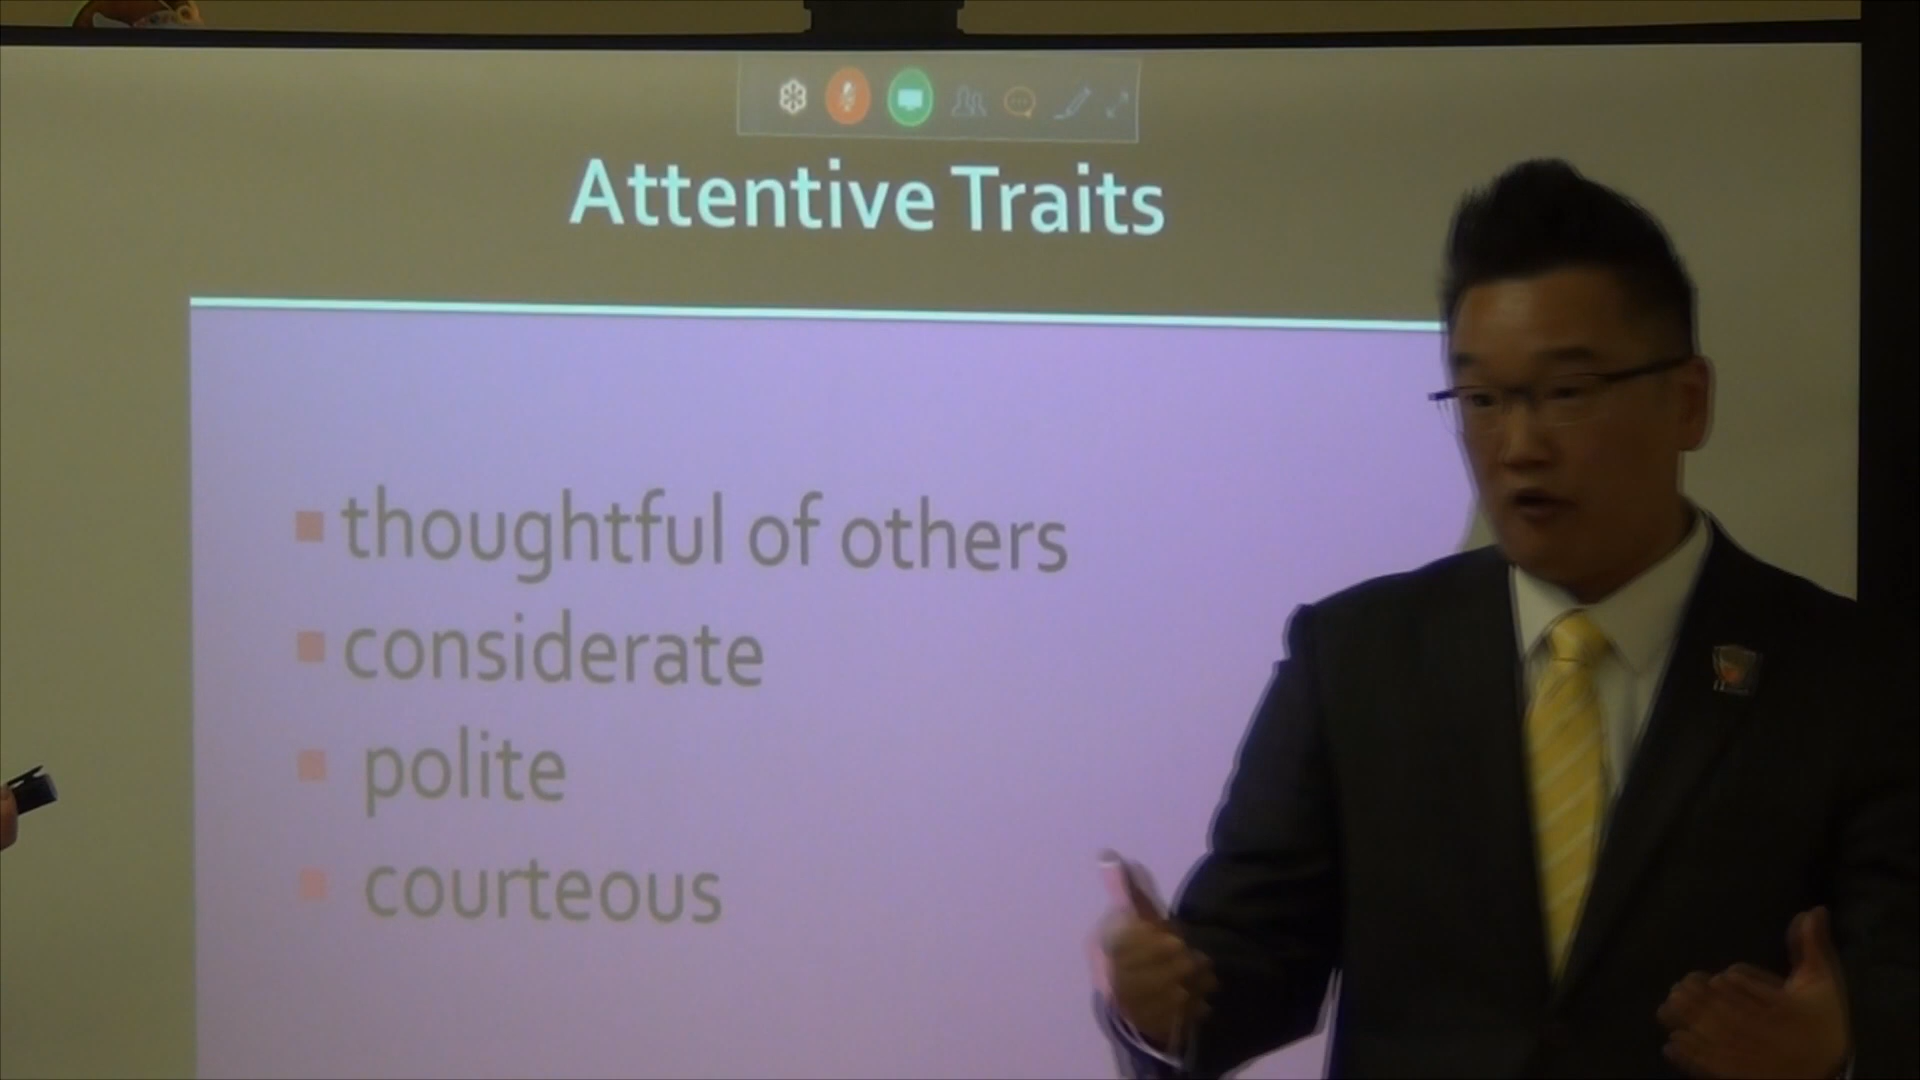 Attentive Traits
thoughtful of others
considerate
polite
courteous